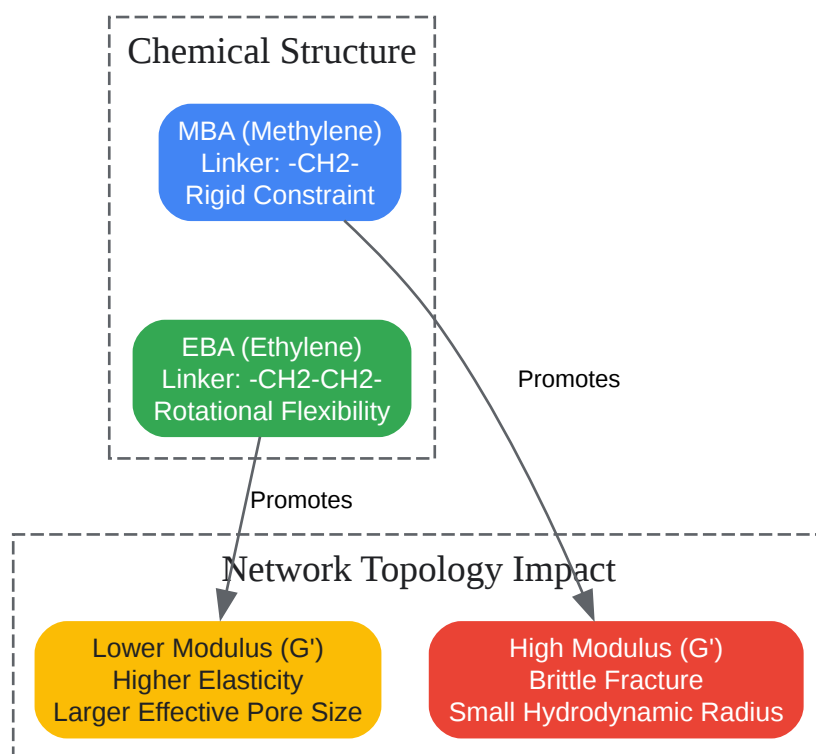 Chemical Structure
MBA (Methylene)
Linker: -CH2-
Rigid Constraint
EBA (Ethylene)
Linker: -CH2-CH2-
Rotational Flexibility
Promotes
Promotes
Network Topology Impact
Lower Modulus (G')
Higher Elasticity
Larger Effective Pore Size
High Modulus (G')
Brittle Fracture
Small Hydrodynamic Radius